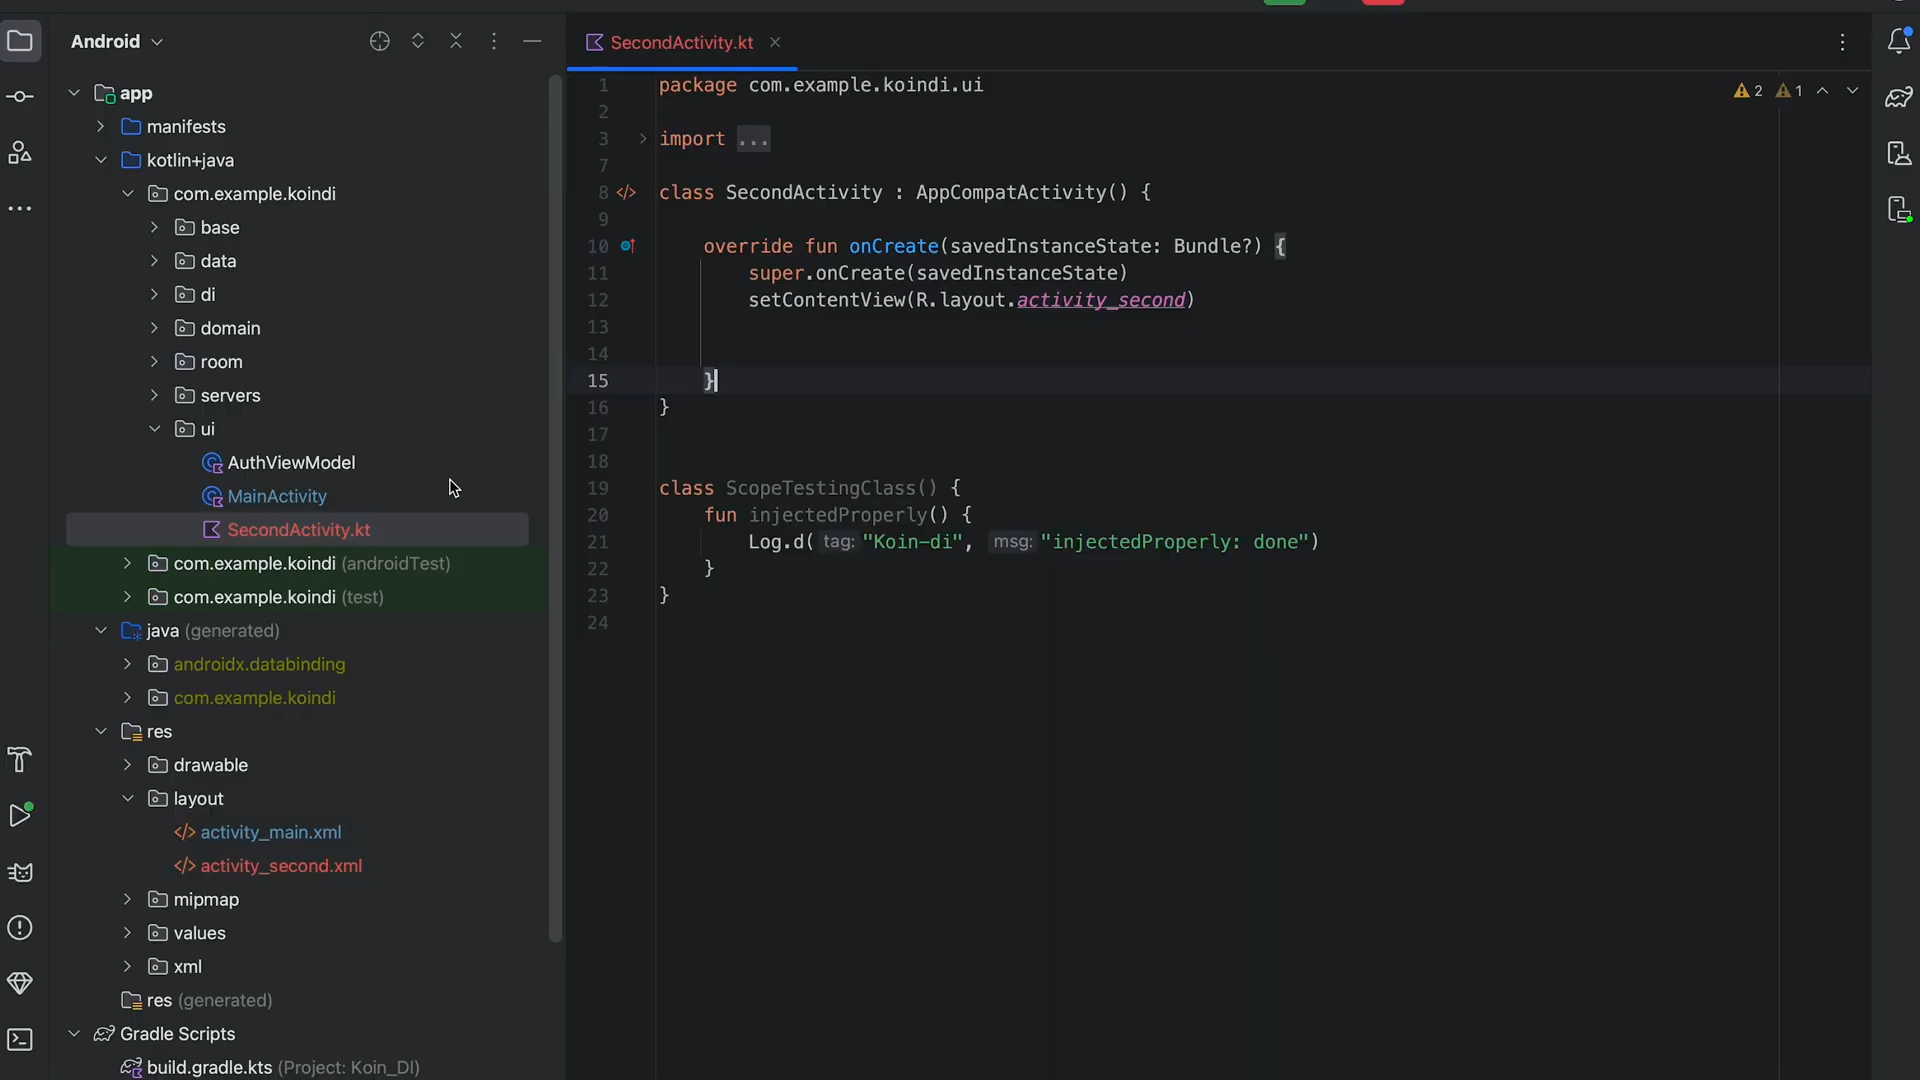 Android
app
manifests
kotlin+java
com.example.koindi
base
data
di
domain
room
servers
ui
AuthViewModel
MainActivity
SecondActivity.kt
com.example.koindi (androidTest)
com.example.koindi (test)
java (generated)
androidx.databinding
com.example.koindi
res
drawable
layout
</> activity_main.xml
</> activity_second.xml
mipmap
values
xml
res (generated)
Gradle Scripts
build.gradle.kts (Project: Koin_DI)
SecondActivity.kt
2 1
1 package com.example.koindi.ui
2
3 import ...
7
8 </> class SecondActivity : AppCompatActivity() {
9
10 override fun onCreate(savedInstanceState: Bundle?) {
11 super.onCreate(savedInstanceState)
12 setContentView(R.layout.activity_second)
13
14
15 }
16 }
17
18
19 class ScopeTestingClass() {
20 fun injectedProperly() {
21 Log.d( tag: "Koin-di", msg: "injectedProperly: done")
22 }
23 }
24